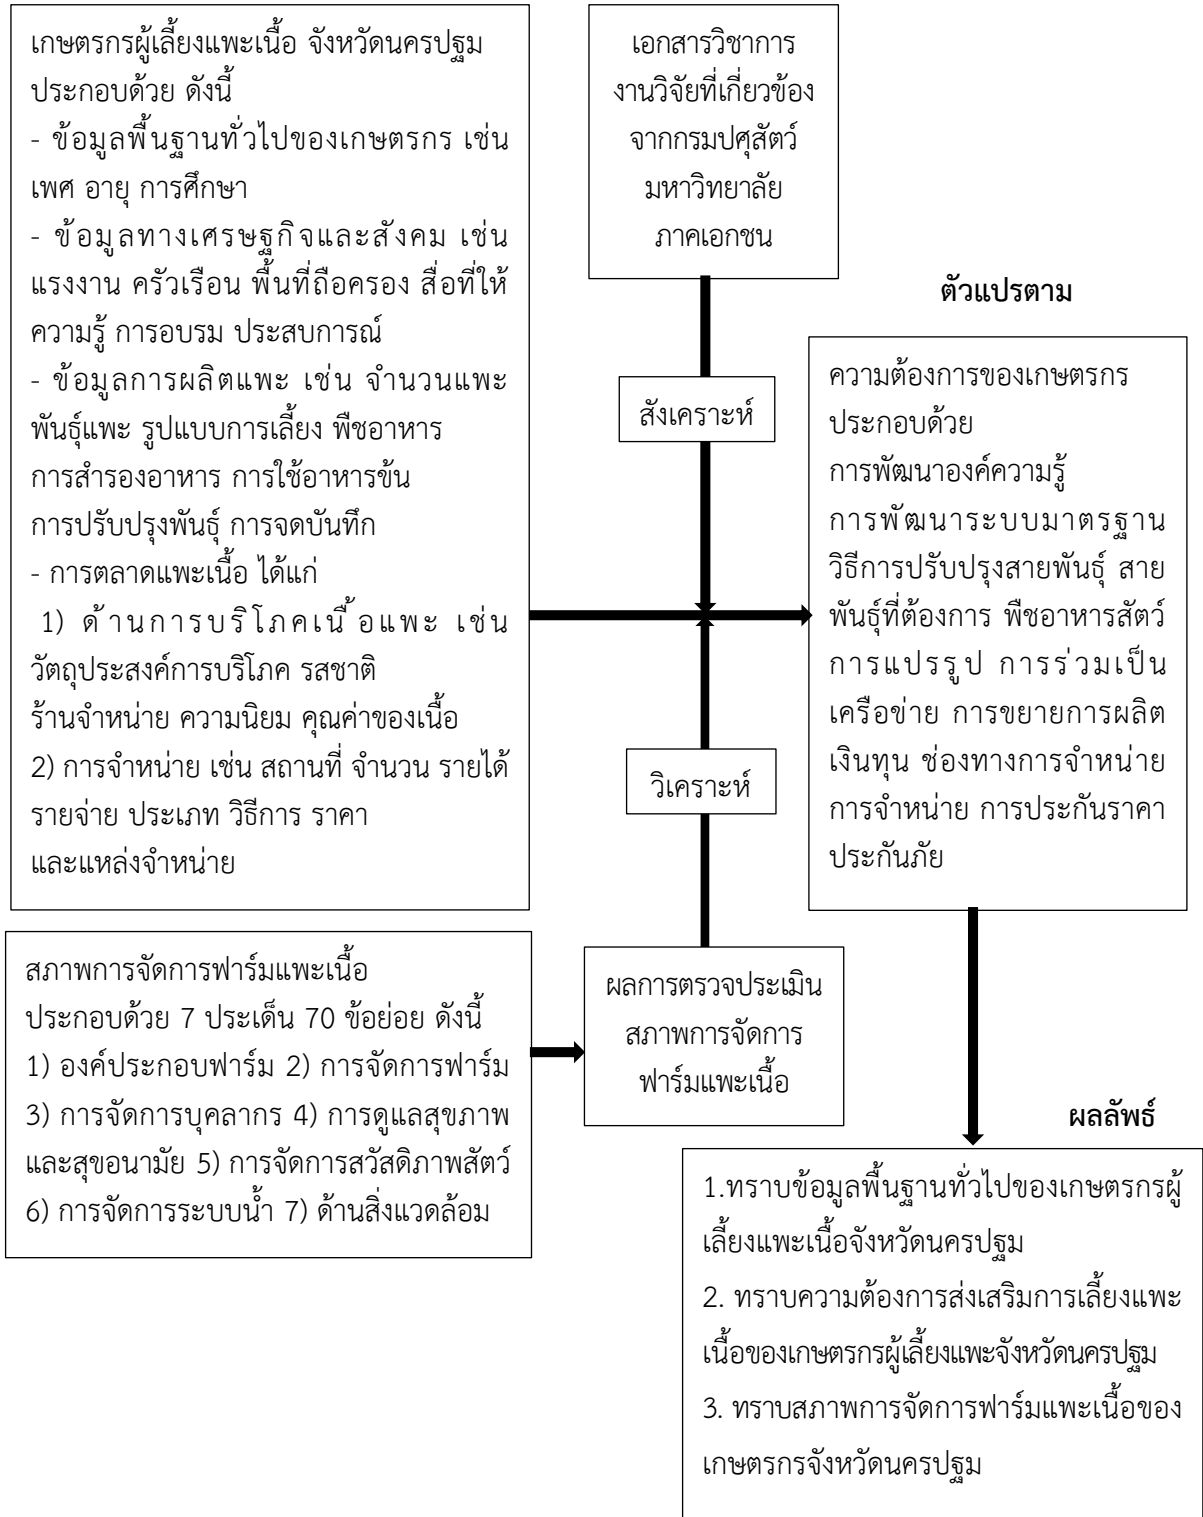 เกษตรกรผู้เลี้ยงแพะเนื้อ จังหวัดนครปฐม
ประกอบด้วย ดังนี้
- ข้อมูลพื้นฐานทั่วไปของเกษตรกร เช่น
เพศ อายุ การศึกษา
- ข้อมูลทางเศรษฐกิจและสังคม เช่น
แรงงาน ครัวเรือน พื้นที่ถือครอง สื่อที่ให้
ความรู้ การอบรม ประสบการณ์
- ข้อมูลการผลิตแพะ เช่น จำนวนแพะ
พันธุ์แพะ รูปแบบการเลี้ยง พืชอาหาร
การสำรองอาหาร การใช้อาหารข้น
การปรับปรุงพันธุ์ การจดบันทึก
- การตลาดแพะเนื้อ ได้แก่
1) ด้านการบริโภคเนื้อแพะ เช่น
วัตถุประสงค์การบริโภค รสชาติ
ร้านจำหน่าย ความนิยม คุณค่าของเนื้อ
2) การจำหน่าย เช่น สถานที่ จำนวน รายได้
รายจ่าย ประเภท วิธีการ ราคา
และแหล่งจำหน่าย
เอกสารวิชาการ
งานวิจัยที่เกี่ยวข้อง
จากกรมปศุสัตว์
มหาวิทยาลัย
ภาคเอกชน
สังเคราะห์
วิเคราะห์
ตัวแปรตาม
ความต้องการของเกษตรกร
ประกอบด้วย
การพัฒนาองค์ความรู้
การพัฒนาระบบมาตรฐาน
วิธีการปรับปรุงสายพันธุ์ สาย
พันธุ์ที่ต้องการ พืชอาหารสัตว์
การแปรรูป การร่วมเป็น
เครือข่าย การขยายการผลิต
เงินทุน ช่องทางการจำหน่าย
การจำหน่าย การประกันราคา
ประกันภัย
สภาพการจัดการฟาร์มแพะเนื้อ
ประกอบด้วย 7 ประเด็น 70 ข้อย่อย ดังนี้
1) องค์ประกอบฟาร์ม 2) การจัดการฟาร์ม
3) การจัดการบุคลากร 4) การดูแลสุขภาพ
และสุขอนามัย 5) การจัดการสวัสดิภาพสัตว์
6) การจัดการระบบน้ำ 7) ด้านสิ่งแวดล้อม
ผลการตรวจประเมิน
สภาพการจัดการ
ฟาร์มแพะเนื้อ
ผลลัพธ์
1.ทราบข้อมูลพื้นฐานทั่วไปของเกษตรกรผู้
เลี้ยงแพะเนื้อจังหวัดนครปฐม
2. ทราบความต้องการส่งเสริมการเลี้ยงแพะ
เนื้อของเกษตรกรผู้เลี้ยงแพะจังหวัดนครปฐม
3. ทราบสภาพการจัดการฟาร์มแพะเนื้อของ
เกษตรกรจังหวัดนครปฐม